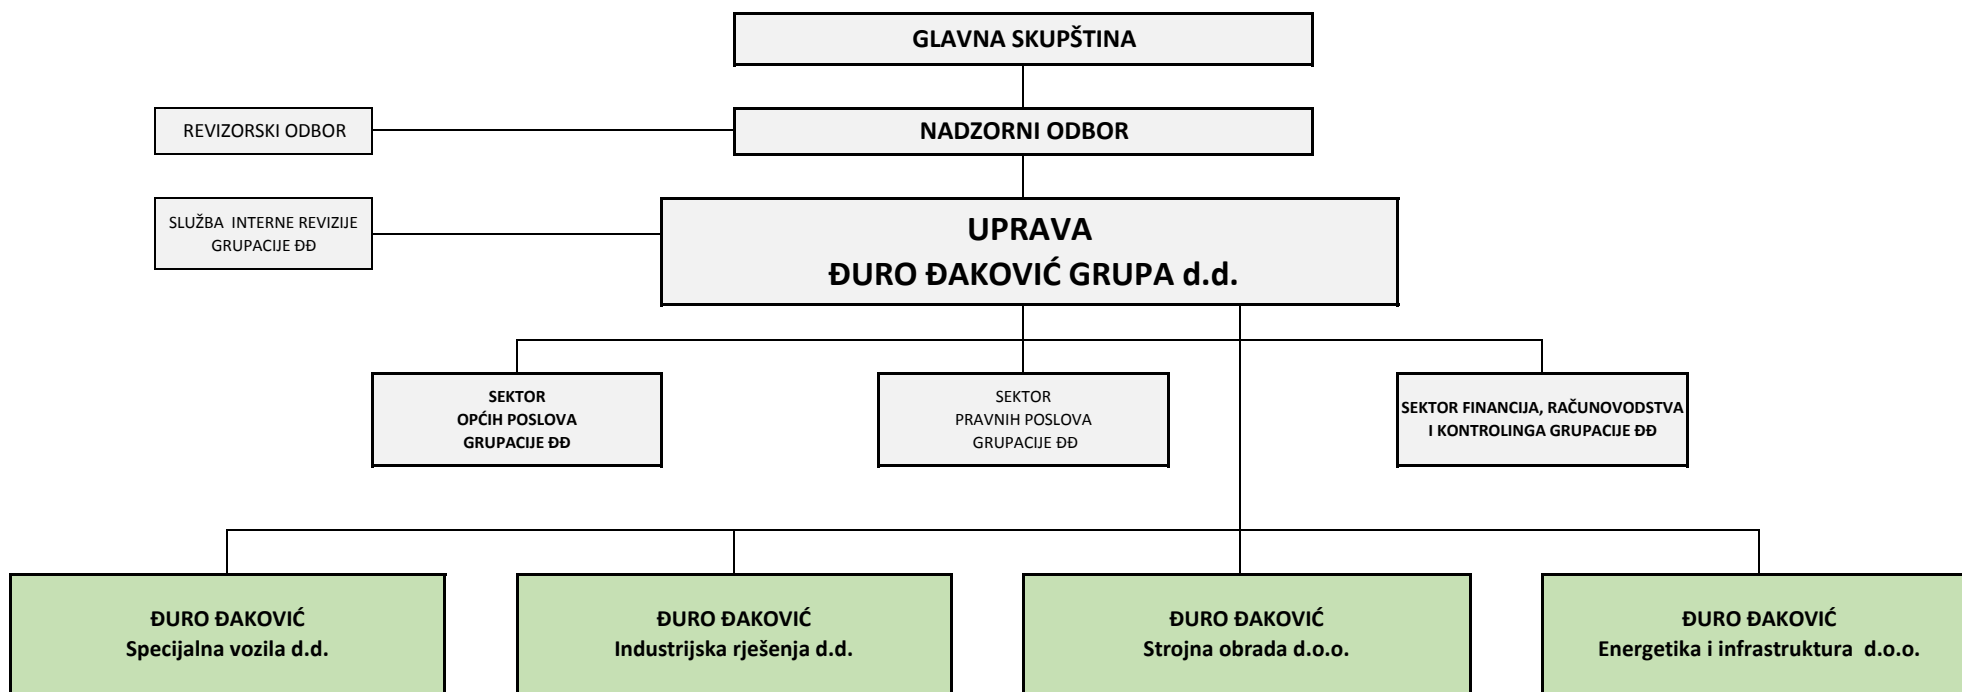 GLAVNA SKUPŠTINA
REVIZORSKI ODBOR
NADZORNI ODBOR
SLUŽBA INTERNE REVIZIJE
GRUPACIJE ĐĐ
UPRAVA
ĐURO ĐAKOVIĆ GRUPA d.d.
SEKTOR
OPĆIH POSLOVA
GRUPACIJE ĐĐ
SEKTOR
PRAVNIH POSLOVA
GRUPACIJE ĐĐ
SEKTOR FINANCIJA, RAČUNOVODSTVA
I KONTROLINGA GRUPACIJE ĐĐ
ĐURO ĐAKOVIĆ
Specijalna vozila d.d.
ĐURO ĐAKOVIĆ
Industrijska rješenja d.d.
ĐURO ĐAKOVIĆ
Strojna obrada d.o.o.
ĐURO ĐAKOVIĆ
Energetika i infrastruktura d.o.o.